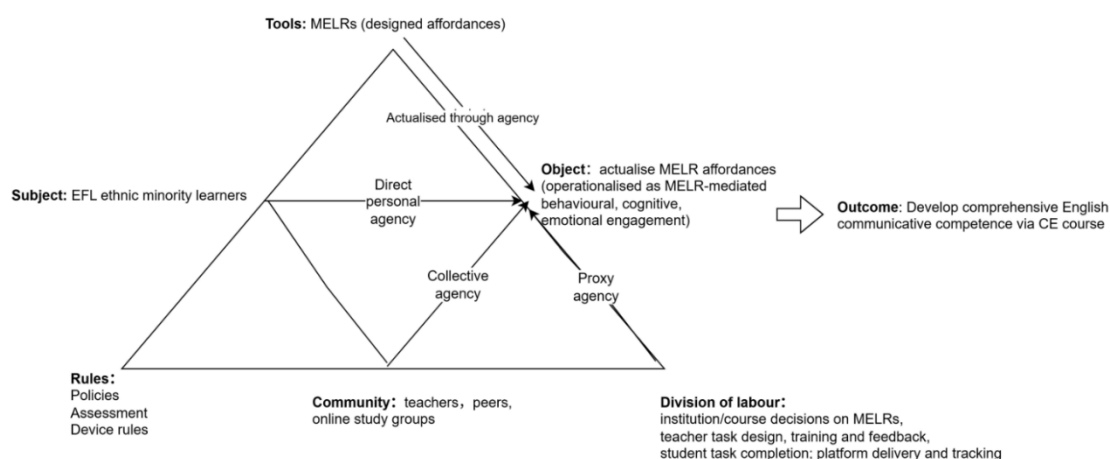 Tools: MELRs (designed affordances)
Actualised through agency
Subject: EFL ethnic minority learners
Direct
personal
agency
Object： actualise MELR affordances
(operationalised as MELR-mediated
behavioural, cognitive,
emotional engagement)
Outcome: Develop comprehensive English
communicative competence via CE course
Collective
agency
Proxy
agency
Rules：
Policies
Assessment
Device rules
Community： teachers， peers,
online study groups
Division of labour：
institution/course decisions on MELRs,
teacher task design, training and feedback,
student task completion; platform delivery and tracking